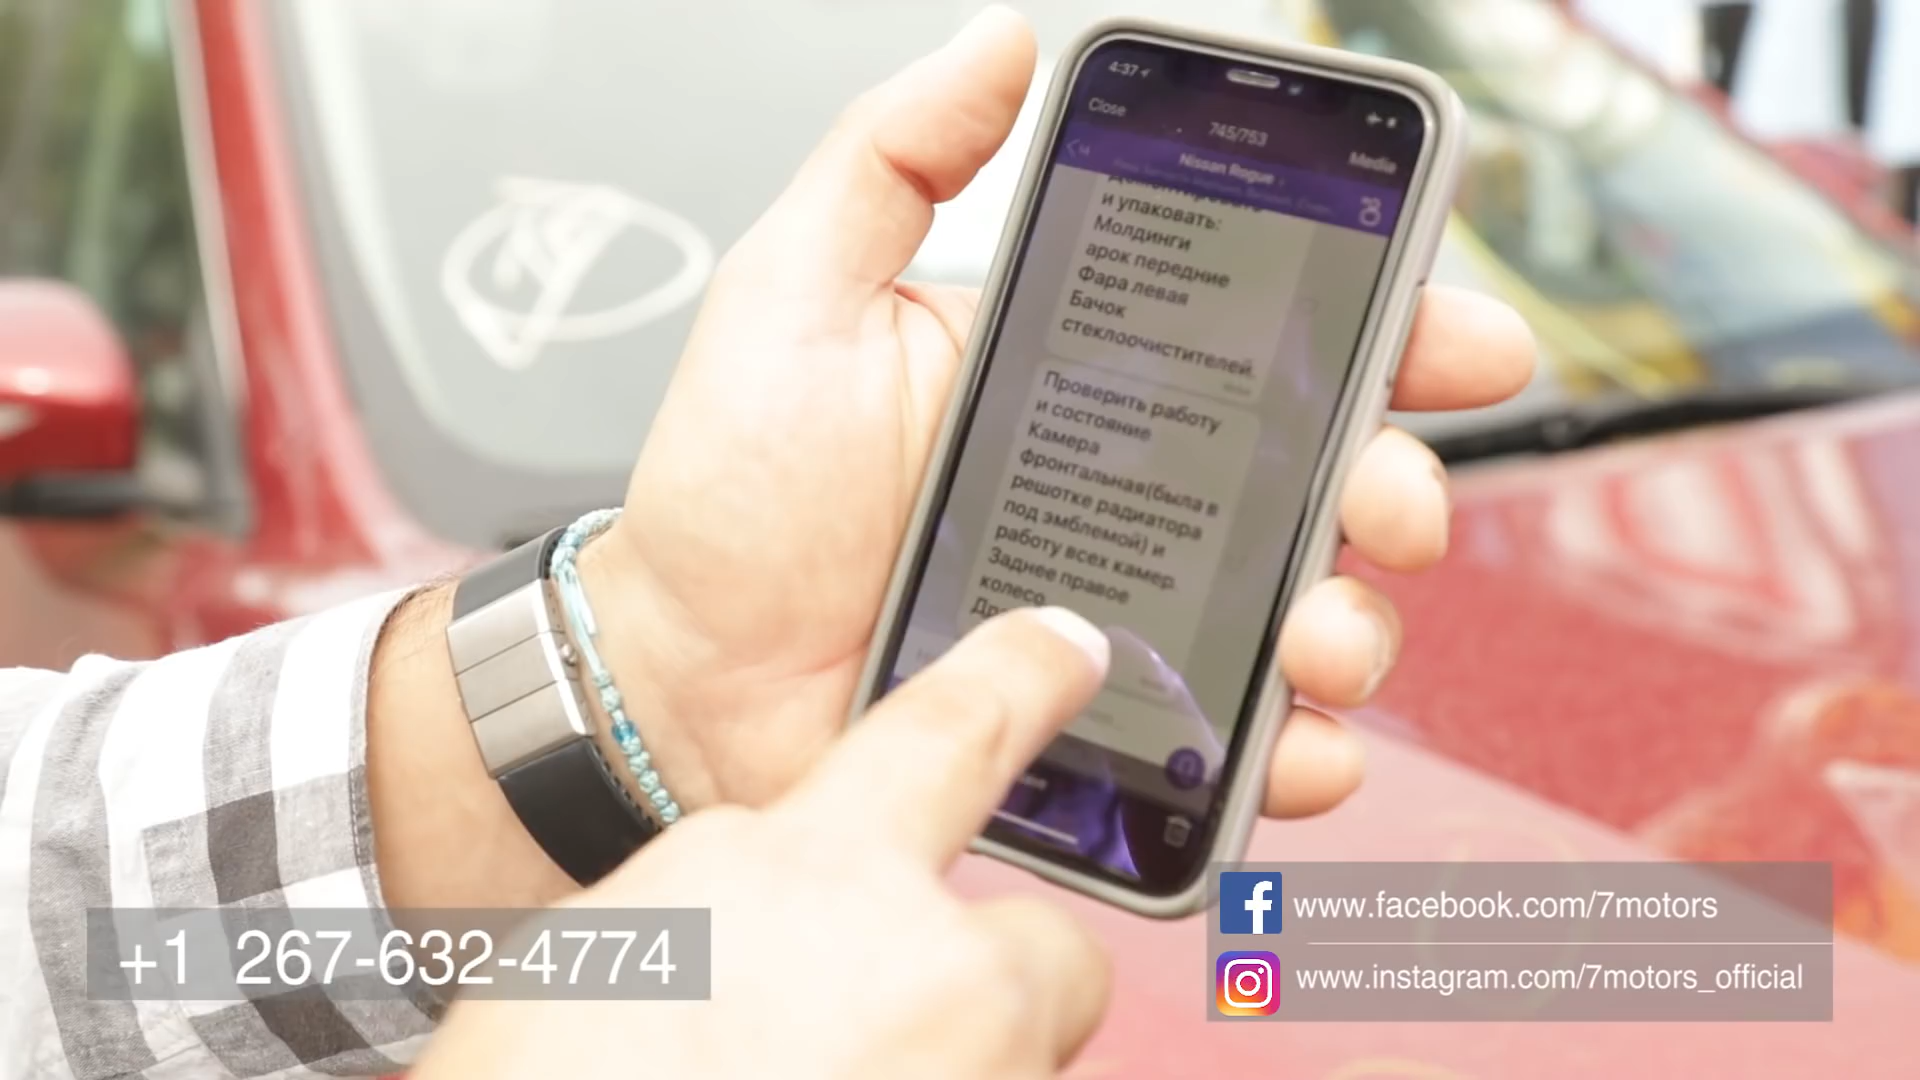 4:37
Close
745/753
Media
14
Nissan Rogue
и упаковать:
Молдинги
арок передние
Фара левая
Бачок
стеклоочистителей.
Проверить работу
и состояние
Камера
фронтальная(была в
решотке радиатора
под эмблемой) и
работу всех камер.
Заднее правое
колесо.
+1 267-632-4774
www.facebook.com/7motors
www.instagram.com/7motors_official